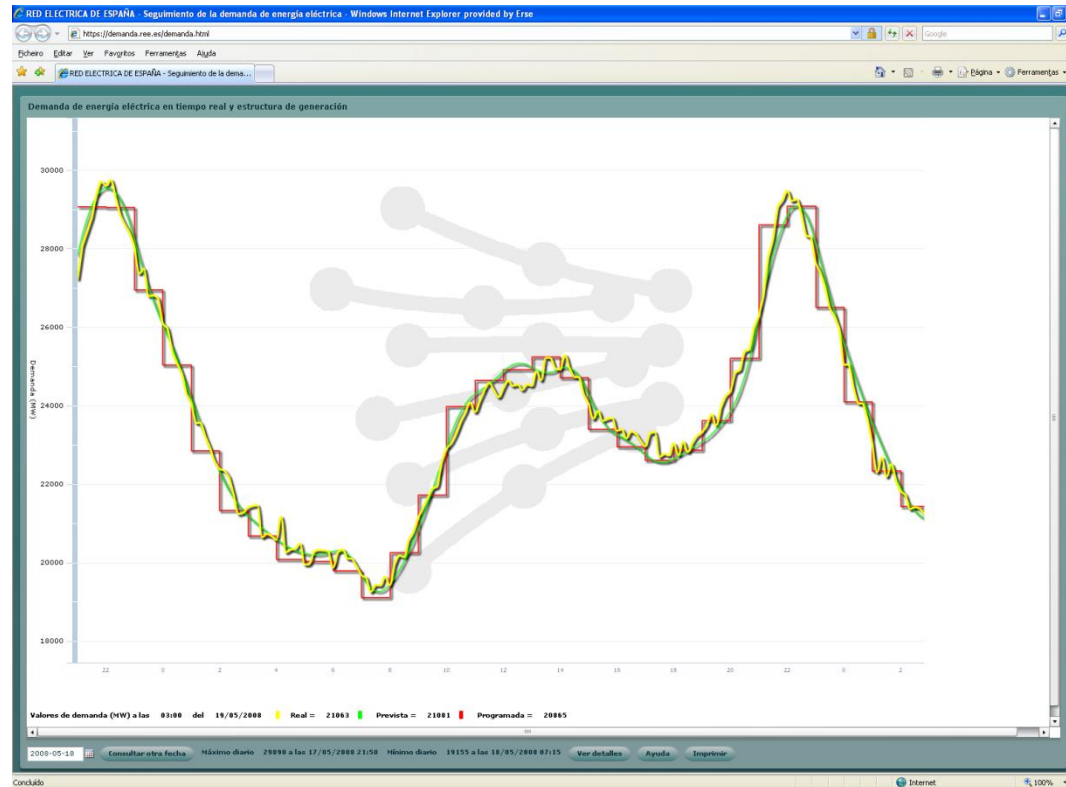 RED ELECTRICA DE ESPAÑA - Seguimiento de la demanda de energía eléctrica - Windows Internet Explorer provided by Erse
https://demanda.ree.es/demanda.html
Google
Ficheiro Editar Ver Favoritos Ferramentas Ajuda
RED ELECTRICA DE ESPAÑA - Seguimiento de la dema...
Página Ferramentas
Demanda de energía eléctrica en tiempo real y estructura de generación
30000
28000
26000
Demanda (MW)
24000
22000
20000
18000
22 0 2 4 6 8 10 12 14 16 18 20 22 0 2
Valores de demanda (MW) a las 03:00 del 19/05/2008 Real = 21063 Prevista = 21081 Programada = 20865
2008-05-18 Consultar otra fecha Máximo diario a las 17/05/2008 21:50 Mínimo diario 19155 a las 18/05/2008 07:15 Ver detalles Ayuda Imprimir
Concluído Internet 100%